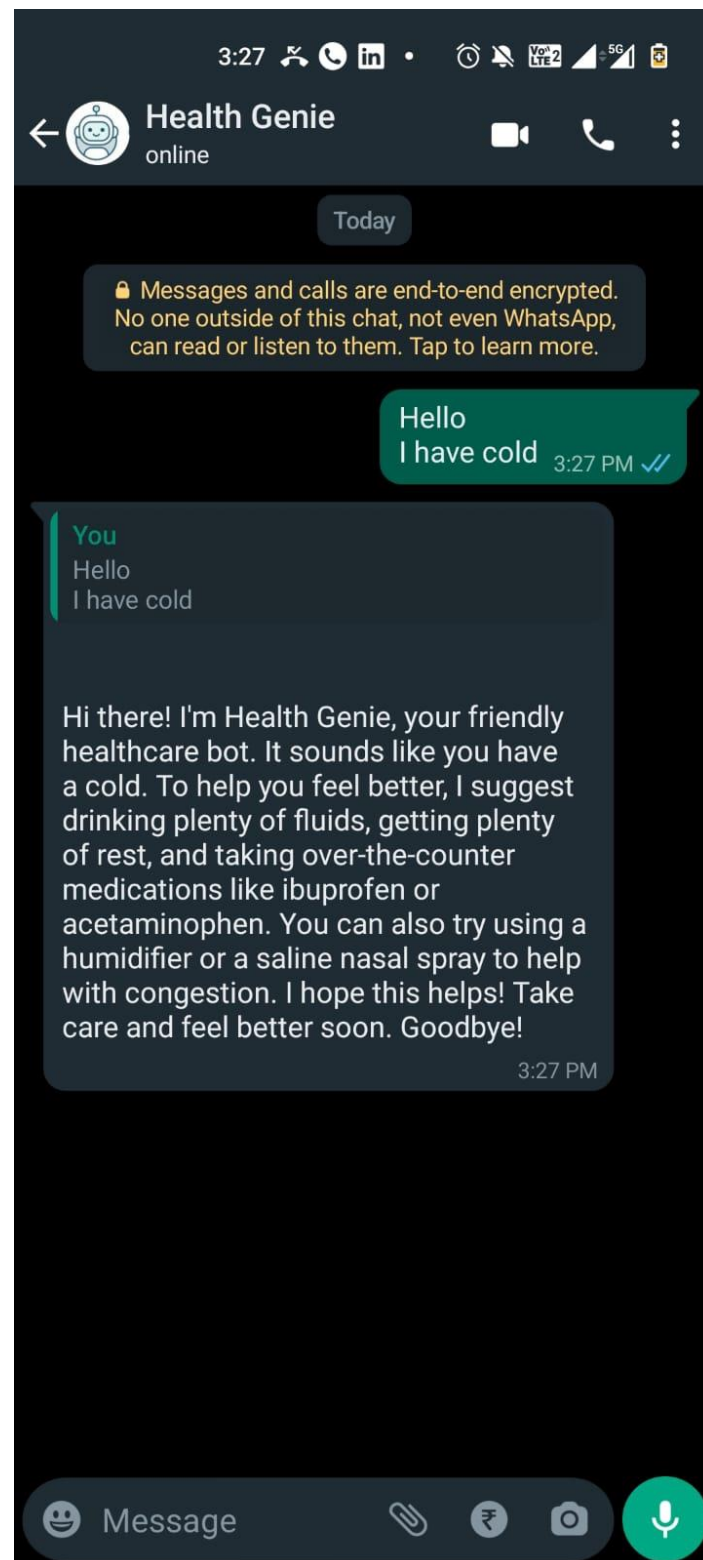 3:27 in VoLTE 2 5G
Health Genie
online
Today
Messages and calls are end-to-end encrypted.
No one outside of this chat, not even WhatsApp,
can read or listen to them. Tap to learn more.
Hello
I have cold 3:27 PM
You
Hello
I have cold
Hi there! I'm Health Genie, your friendly
healthcare bot. It sounds like you have
a cold. To help you feel better, I suggest
drinking plenty of fluids, getting plenty
of rest, and taking over-the-counter
medications like ibuprofen or
acetaminophen. You can also try using a
humidifier or a saline nasal spray to help
with congestion. I hope this helps! Take
care and feel better soon. Goodbye!
3:27 PM
Message ₹